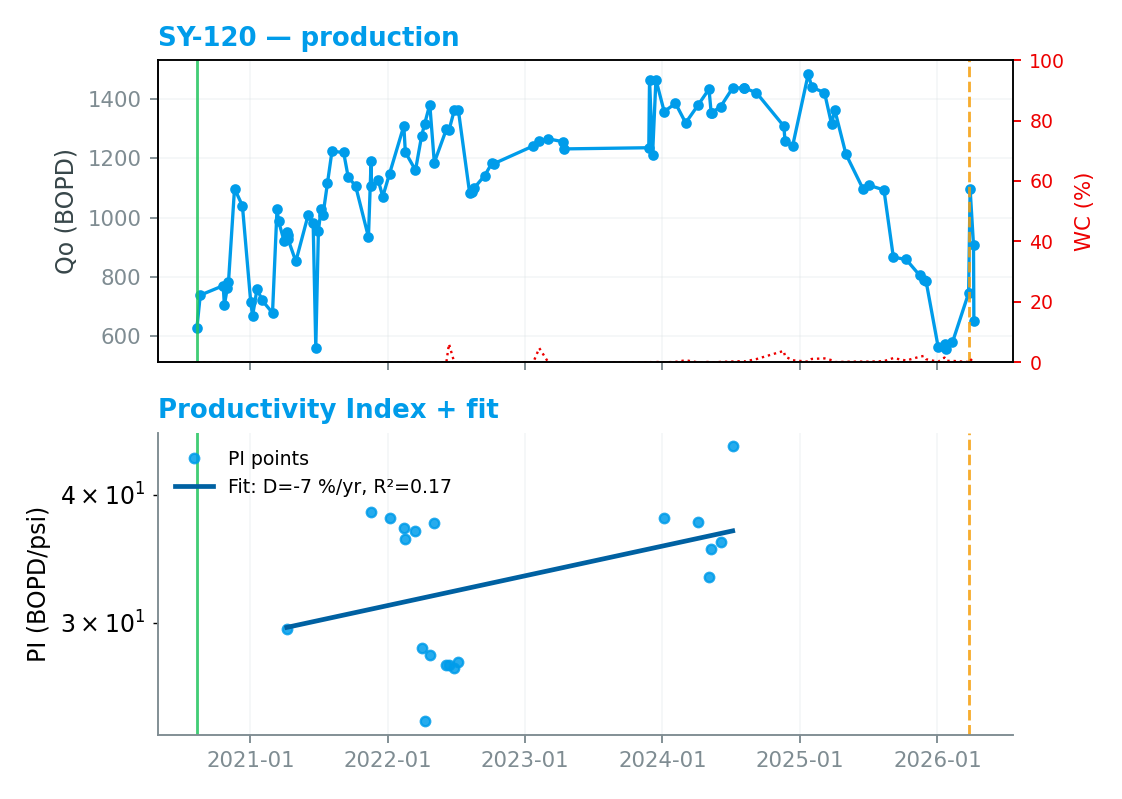 SY-120 — production
1400
1200
1000
800
600
Qo (BOPD)
100
80
60
40
20
0
WC (%)
Productivity Index + fit
PI points
Fit: D=-7 %/yr, R²=0.17
4 × 10¹
3 × 10¹
PI (BOPD/psi)
2021-01
2022-01
2023-01
2024-01
2025-01
2026-01